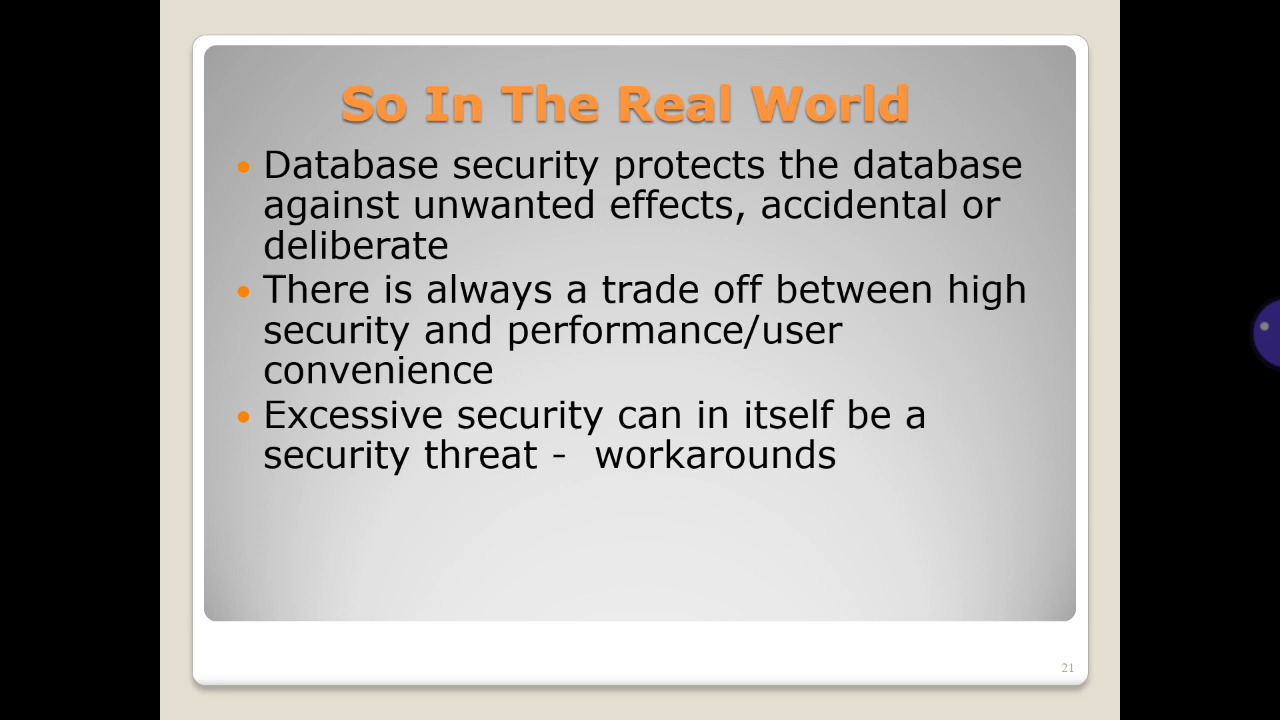 So In The Real World
• Database security protects the database
against unwanted effects, accidental or
deliberate
• There is always a trade off between high
security and performance/user
convenience
• Excessive security can in itself be a
security threat -  workarounds
21